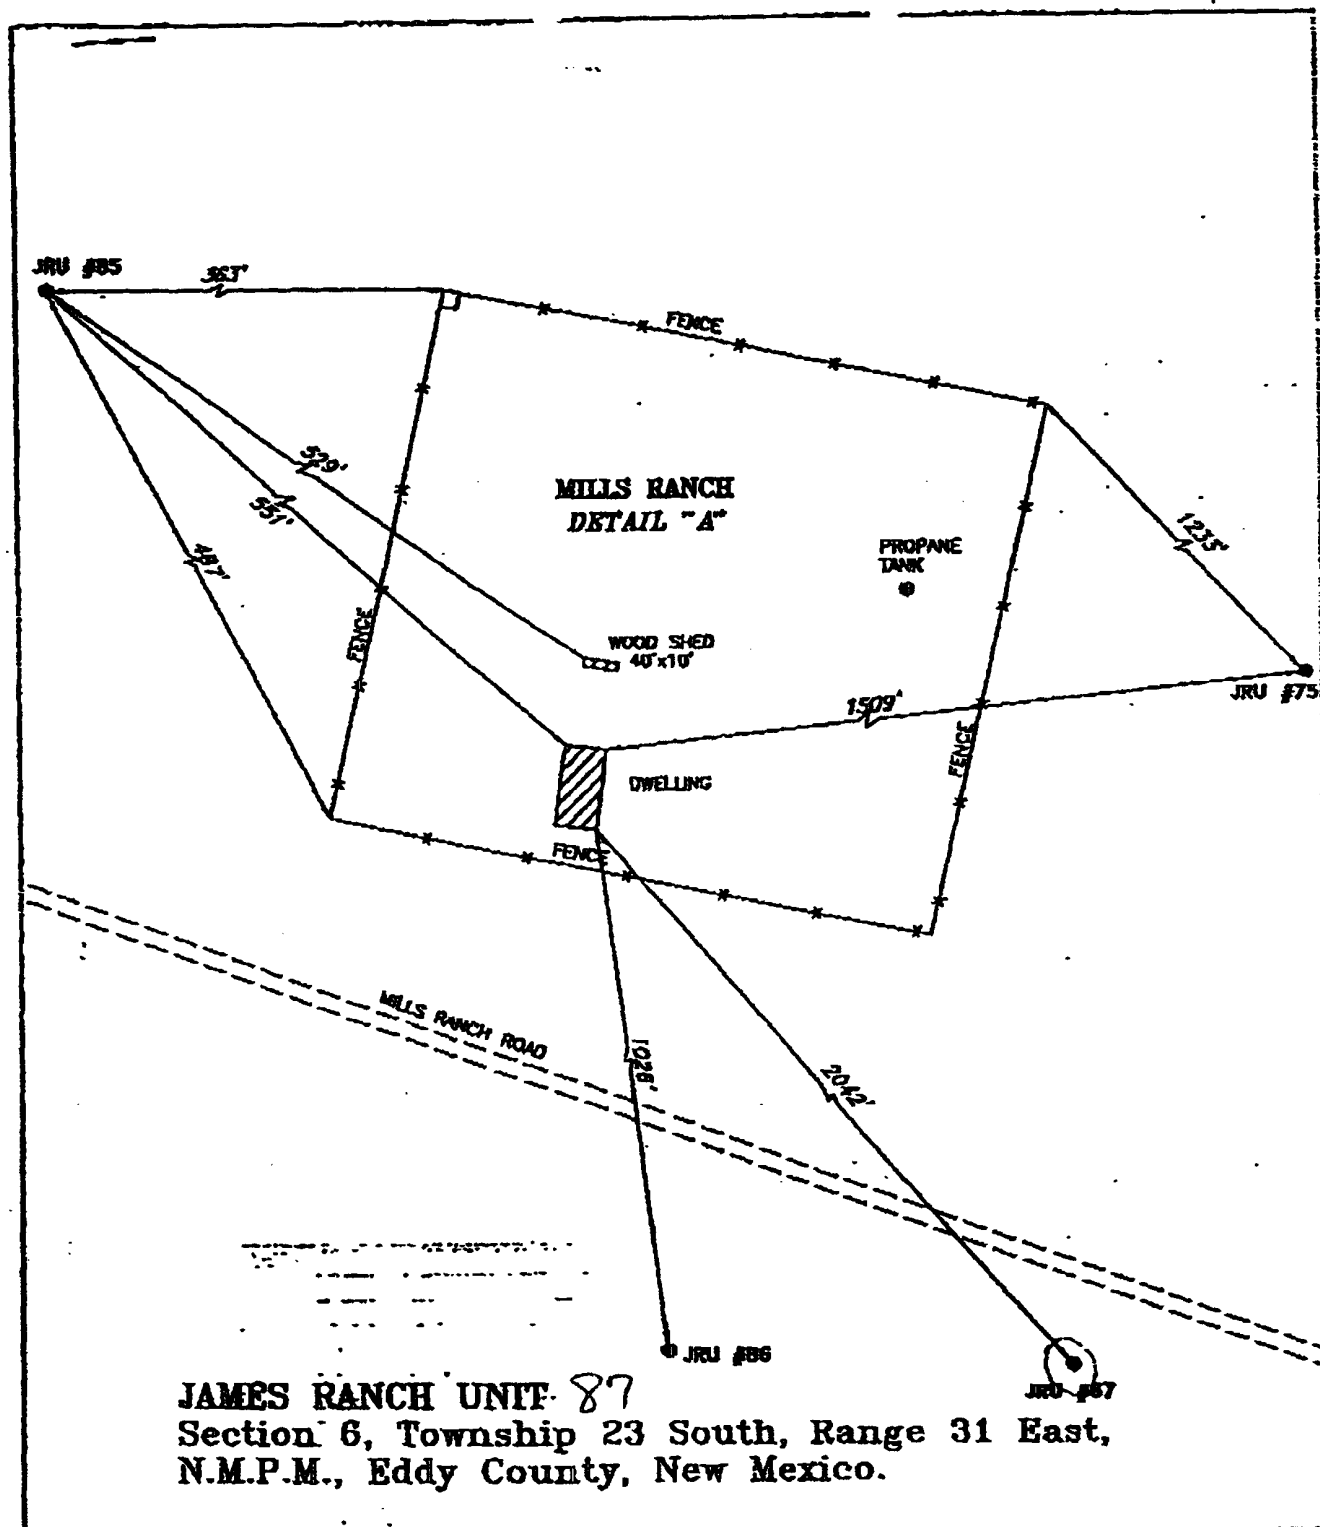 JRU #85
363'
FENCE
529'
551'
487'
MILLS RANCH
DETAIL "A"
PROPANE
TANK
1235'
FENCE
WOOD SHED
40'x10'
JRU #75
1509'
FENCE
DWELLING
FENCE
MILLS RANCH ROAD
1028'
2042'
JRU #86
JRU #87
JAMES RANCH UNIT 87
Section 6, Township 23 South, Range 31 East,
N.M.P.M., Eddy County, New Mexico.